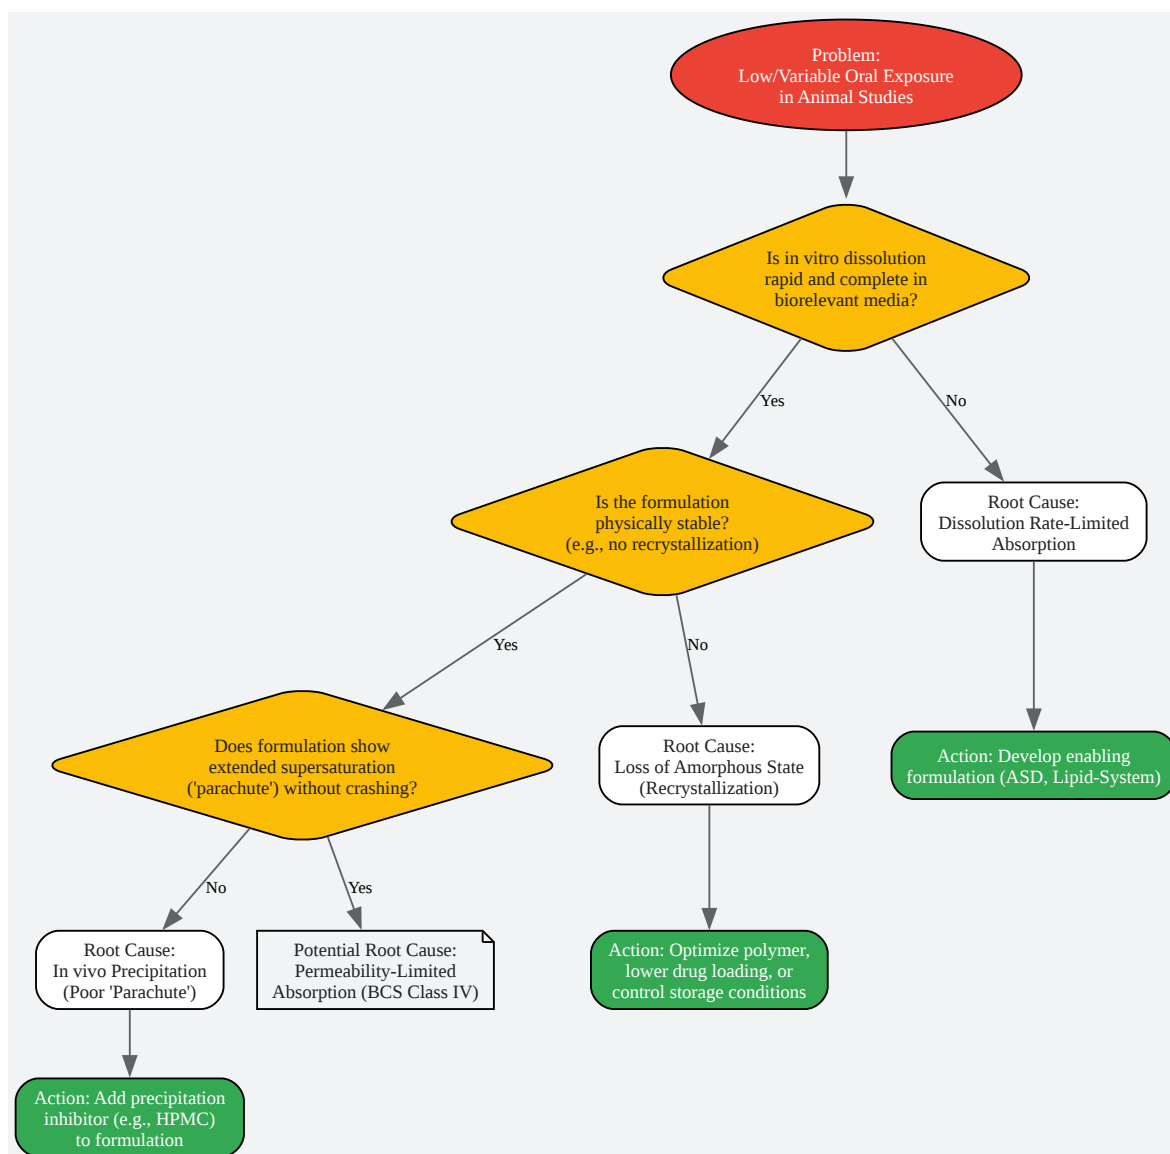 Problem:
Low/Variable Oral Exposure
in Animal Studies
Is in vitro dissolution
rapid and complete in
biorelevant media?
Yes
No
Is the formulation
physically stable?
(e.g., no recrystallization)
Root Cause:
Dissolution Rate-Limited
Absorption
Yes
No
Does formulation show
extended supersaturation
('parachute') without crashing?
Root Cause:
Loss of Amorphous State
(Recrystallization)
Action: Develop enabling
formulation (ASD, Lipid-System)
No
Yes
Root Cause:
In vivo Precipitation
(Poor 'Parachute')
Potential Root Cause:
Permeability-Limited
Absorption (BCS Class IV)
Action: Optimize polymer,
lower drug loading, or
control storage conditions
Action: Add precipitation
inhibitor (e.g., HPMC)
to formulation